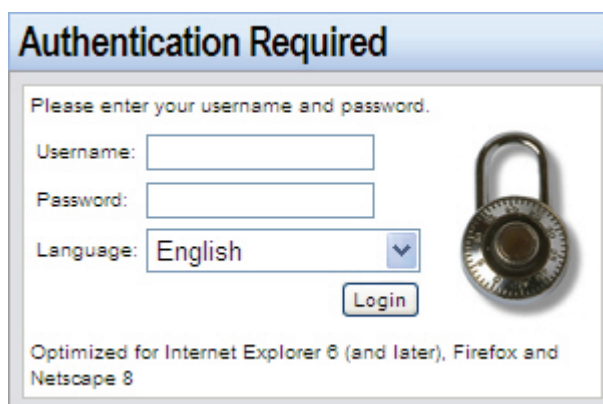 Authentication Required
Please enter your username and password.
Username:
Password:
Language: English
Login
Optimized for Internet Explorer 6 (and later), Firefox and
Netscape 8